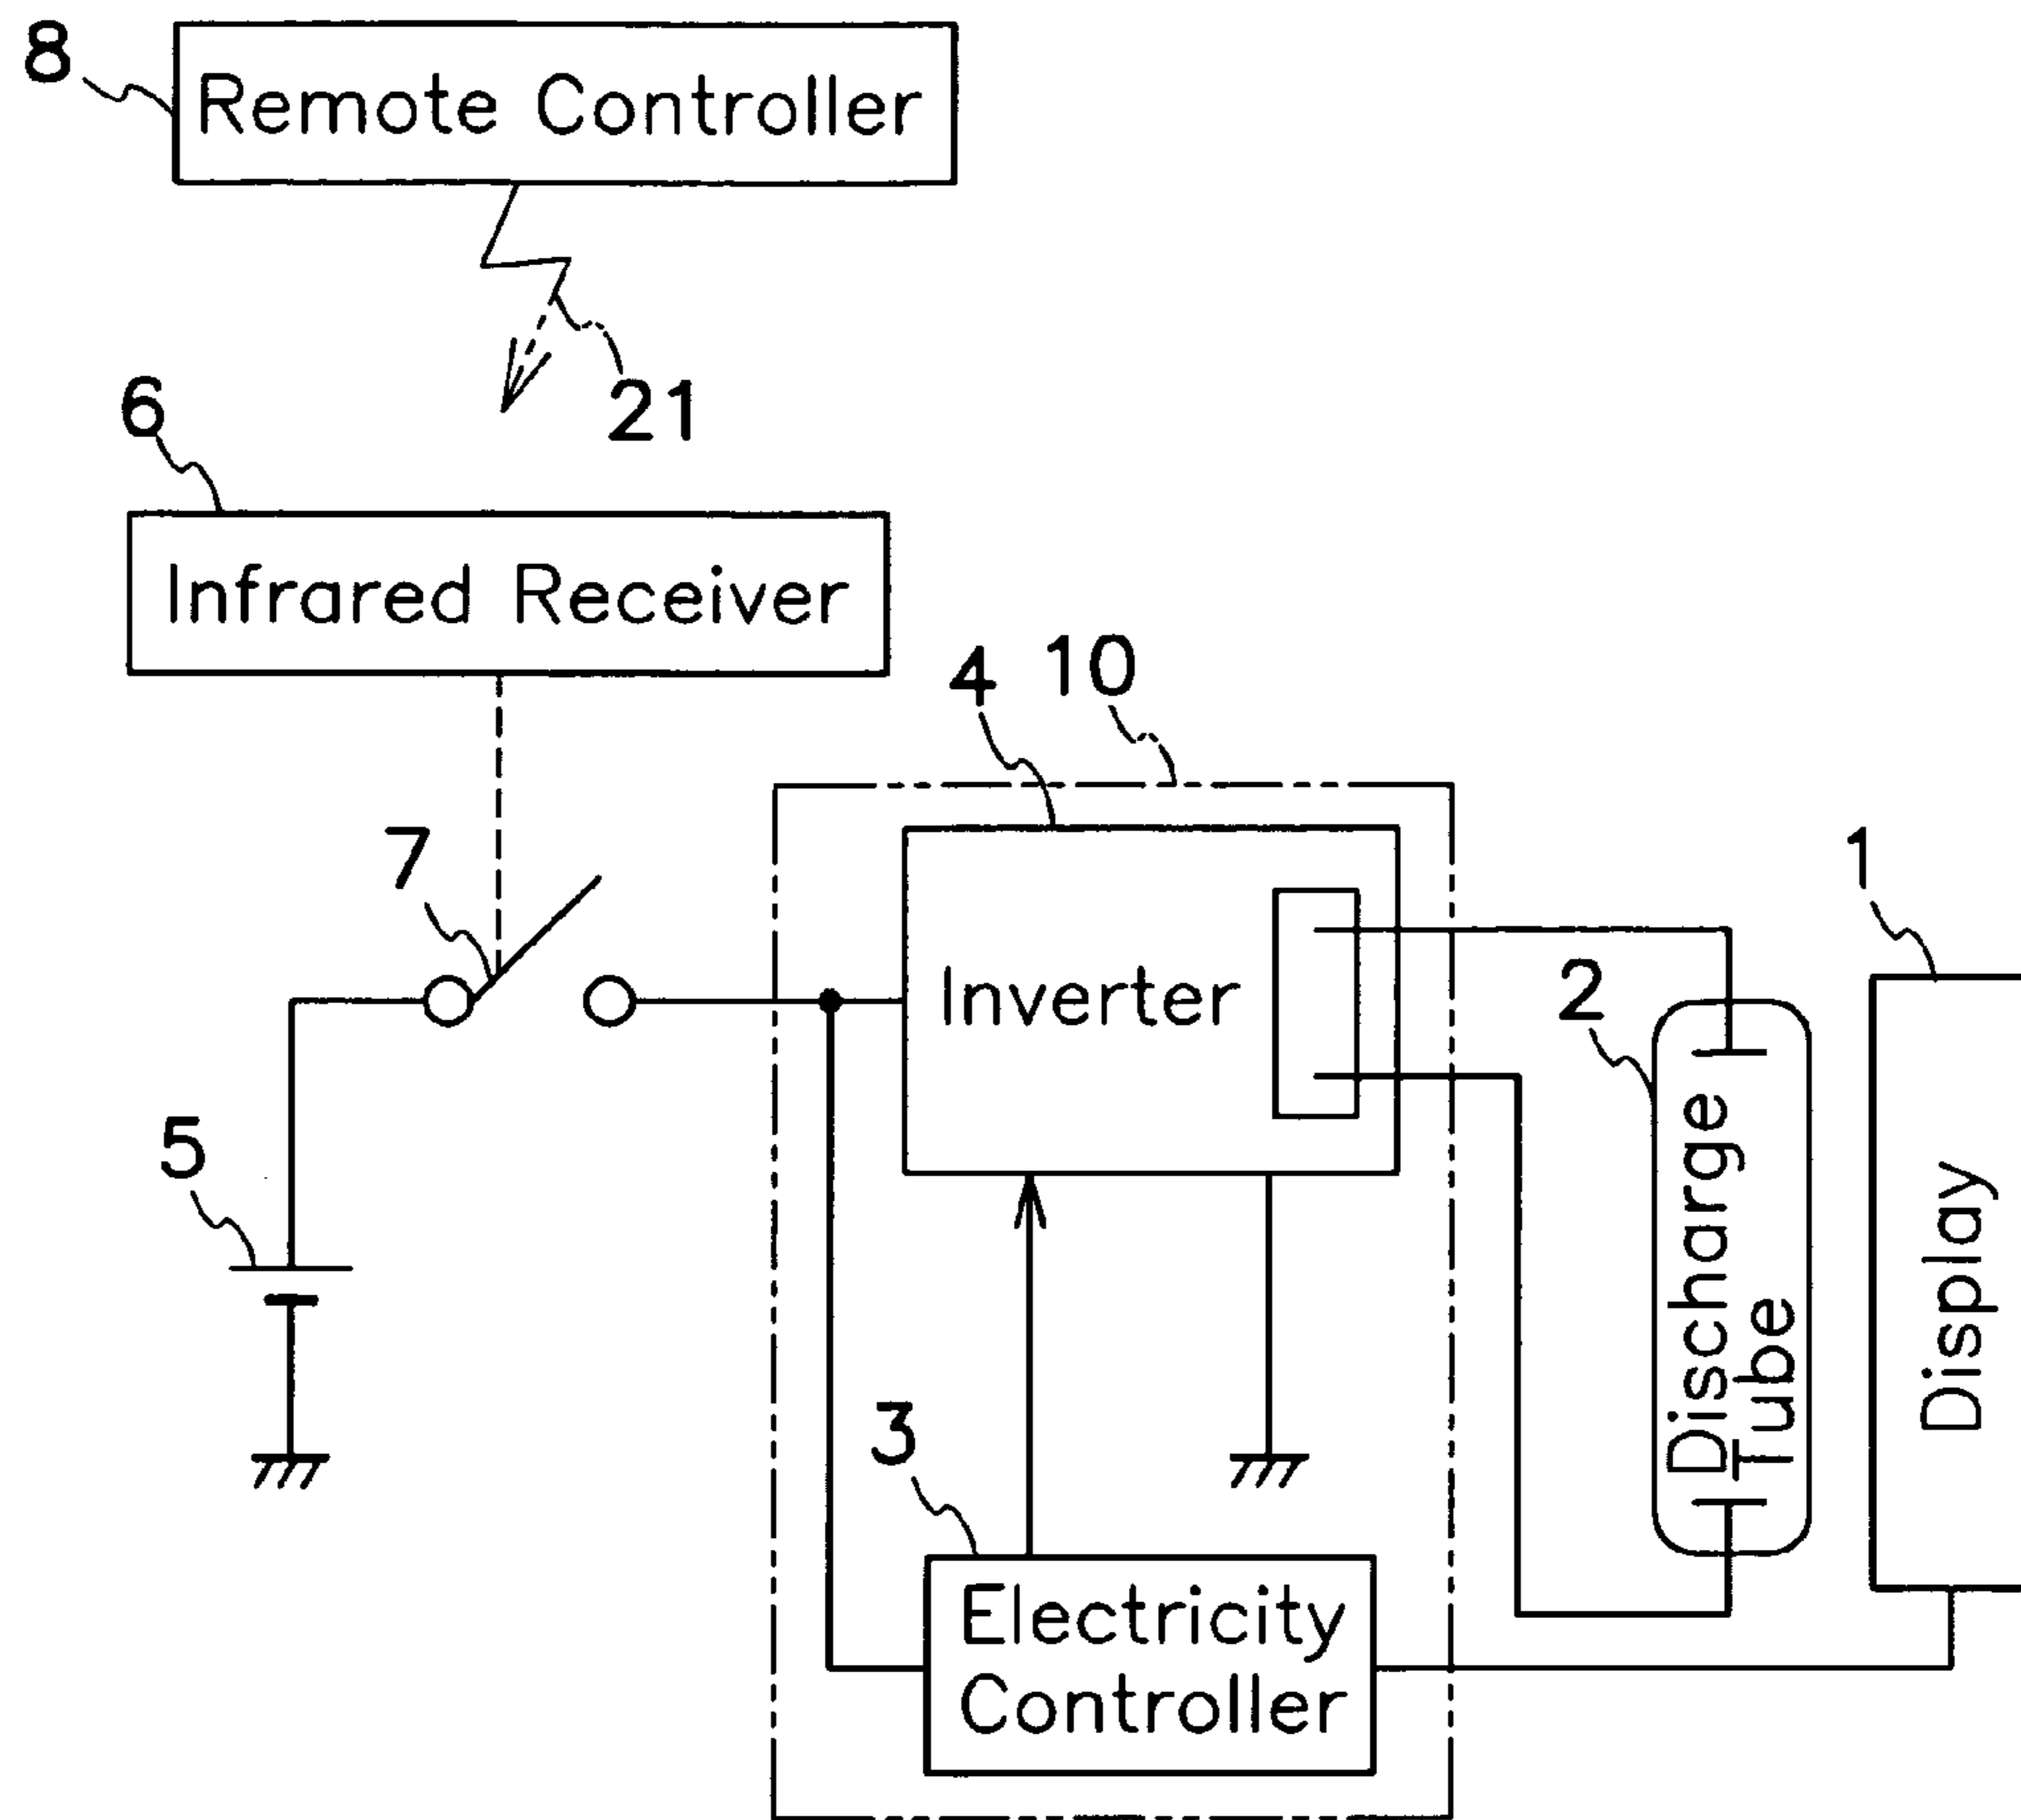 8
Remote Controller
21
6
Infrared Receiver
4
10
7
Inverter
1
2
Discharge
Tube
Display
5
3
Electricity
Controller